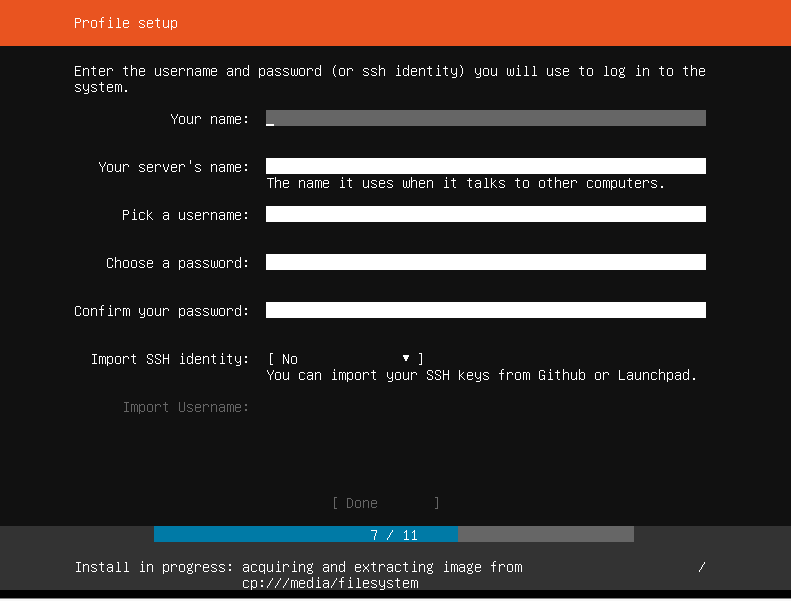 Profile setup
Enter the username and password (or ssh identity) you will use to log in to the
system.
Your name:
Your server's name:
The name it uses when it talks to other computers.
Pick a username:
Choose a password:
Confirm your password:
Import SSH identity: [ No ▼ ]
You can import your SSH keys from Github or Launchpad.
Import Username:
[ Done ]
7 / 11
Install in progress: acquiring and extracting image from /
cp:///media/filesystem